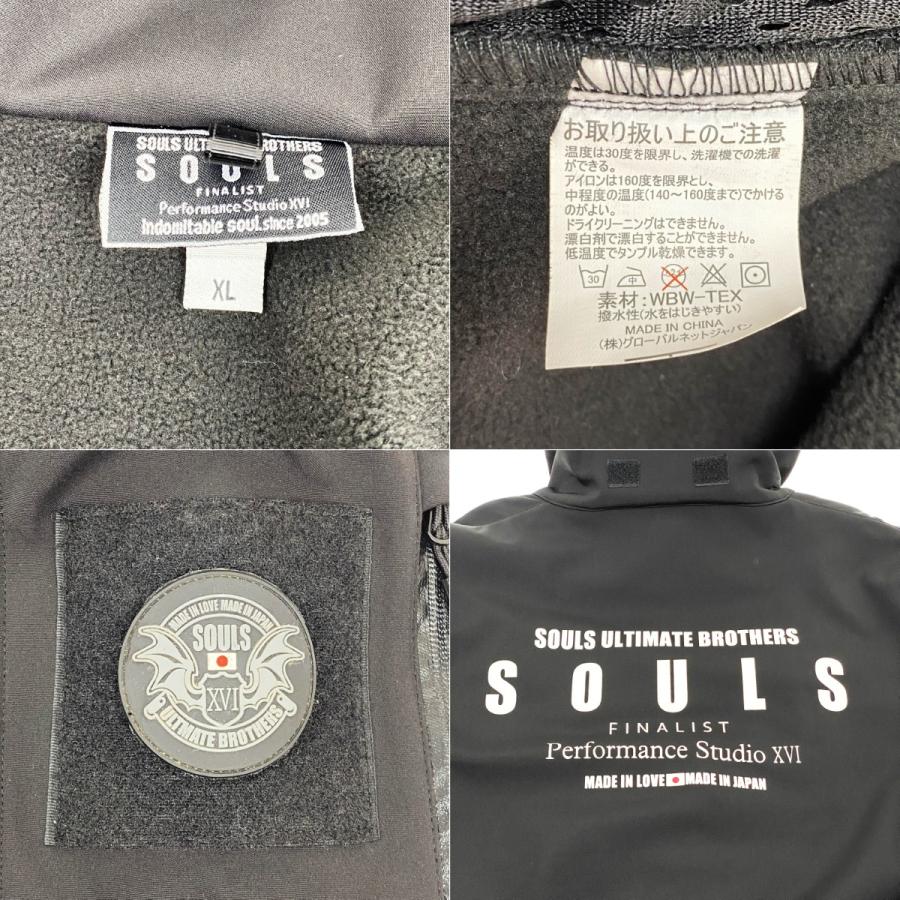 SOULS ULTIMATE BROTHERS
SOULS
FINALIST
Performance Studio XVI
Indomitable souL since 2005
XL
お取り扱い上のご注意
温度は30度を限界し、洗濯機での洗濯
ができる。
アイロンは160度を限界とし、
中程度の温度(140〜160度まで)でかける
のがよい。
ドライクリーニングはできません。
漂白剤で漂白することができません。
低温度でタンブル乾燥できます。
30 中
素材:WBW-TEX
撥水性(水をはじきやすい)
MADE IN CHINA
(株)グローバルネットジャパン
MADE IN LOVE MADE IN JAPAN
SOULS
XVI
ULTIMATE BROTHERS
SOULS ULTIMATE BROTHERS
SOULS
FINALIST
Performance Studio XVI
MADE IN LOVE MADE IN JAPAN